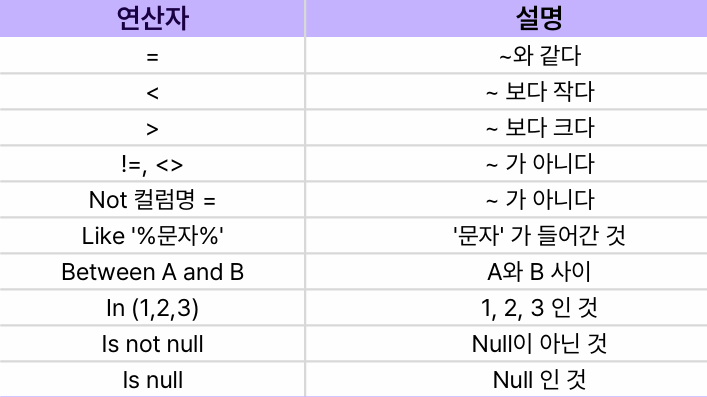 연산자 설명
= ~와 같다
< ~ 보다 작다
> ~ 보다 크다
!=, <> ~ 가 아니다
Not 컬럼명 = ~ 가 아니다
Like '%문자%' '문자' 가 들어간 것
Between A and B A와 B 사이
In (1,2,3) 1, 2, 3 인 것
Is not null Null이 아닌 것
Is null Null 인 것